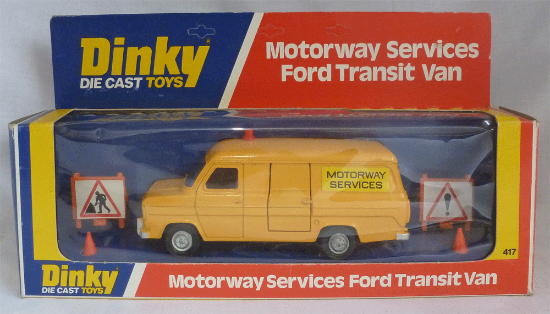 Dinky
DIE CAST TOYS
Motorway Services
Ford Transit Van
MOTORWAY
SERVICES
417
Dinky
DIE CAST TOYS
Motorway Services Ford Transit Van